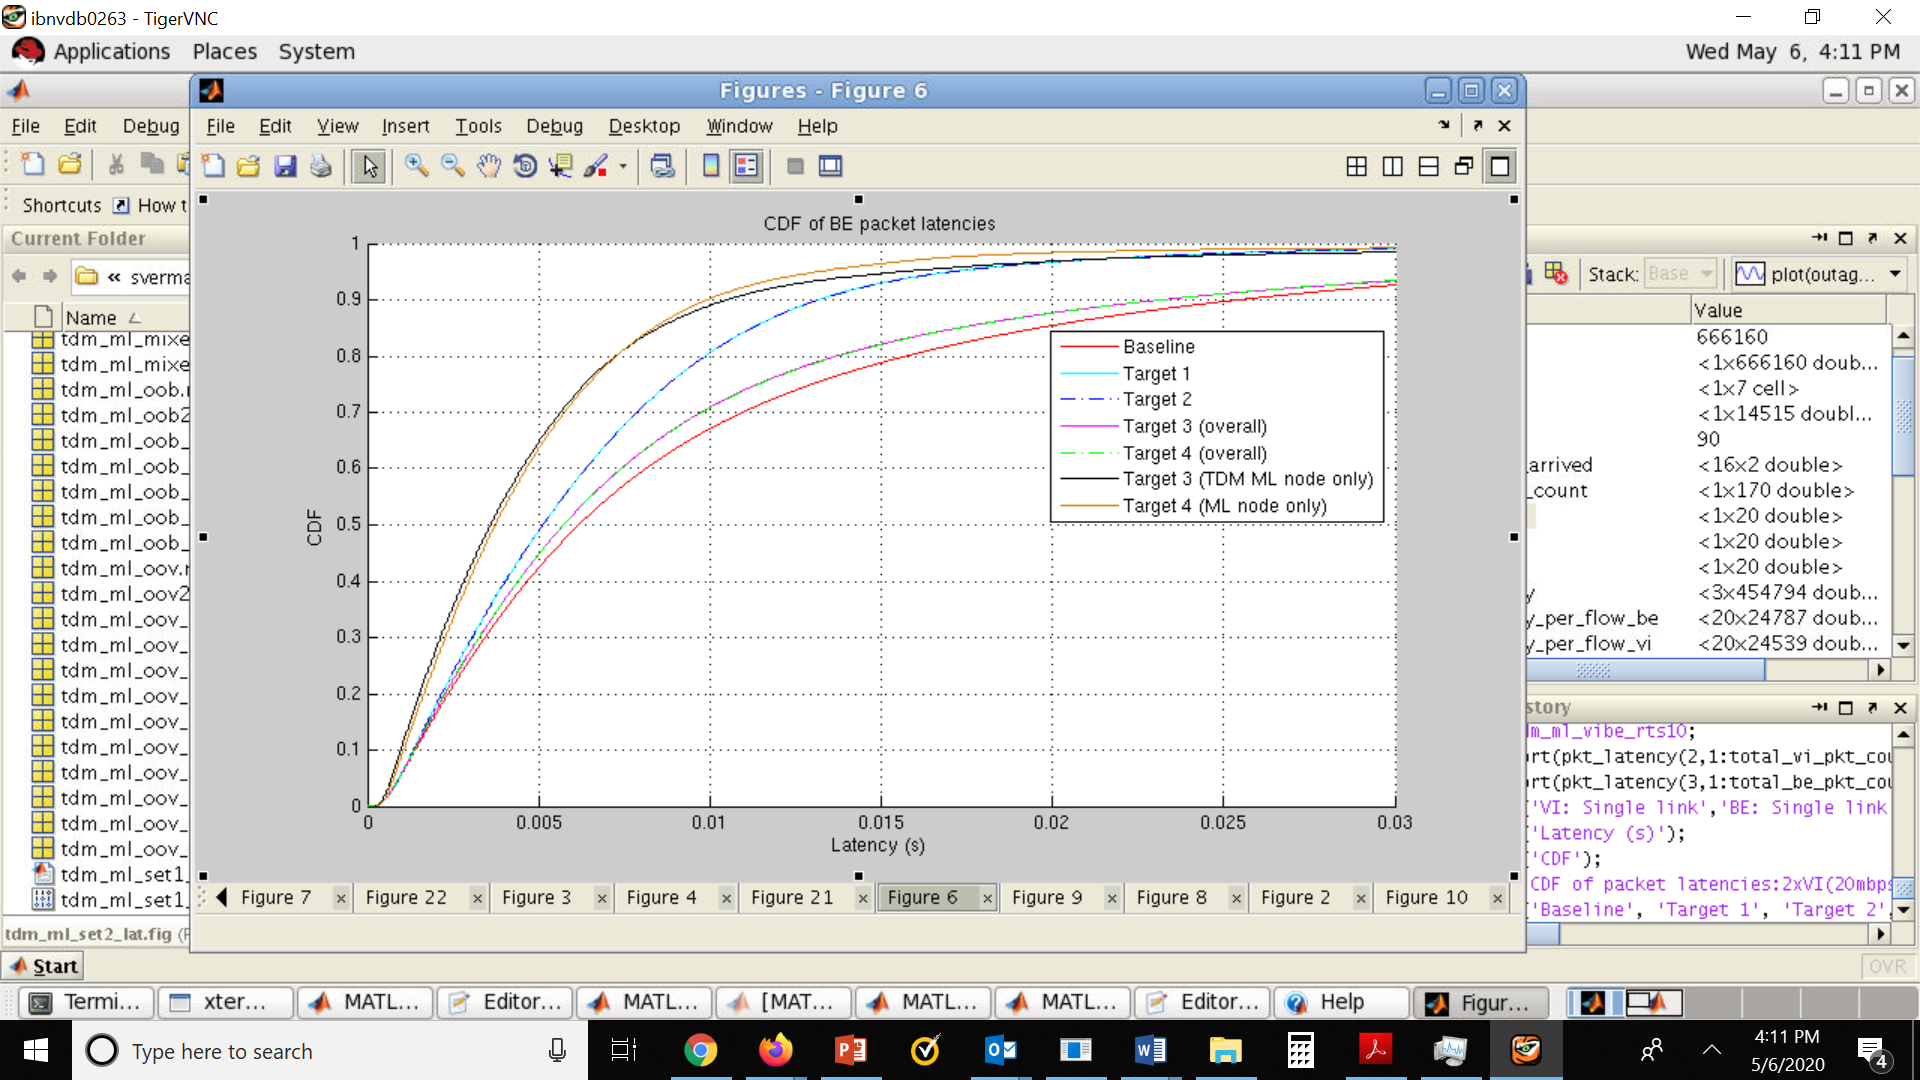 ibnvdb0263 - TigerVNC
Applications Places System
Wed May 6, 4:11 PM
Figures - Figure 6
File Edit Debug
File Edit View Insert Tools Debug Desktop Window Help
Shortcuts How t
Current Folder
« sverma
Name
tdm_ml_mixe
tdm_ml_mixe
tdm_ml_oob.
tdm_ml_oob2
tdm_ml_oob_
tdm_ml_oob_
tdm_ml_oob_
tdm_ml_oob_
tdm_ml_oob_
tdm_ml_oov.
tdm_ml_oov2
tdm_ml_oov_
tdm_ml_oov_
tdm_ml_oov_
tdm_ml_oov_
tdm_ml_oov_
tdm_ml_oov_
tdm_ml_oov_
tdm_ml_oov_
tdm_ml_oov_
tdm_ml_oov_
tdm_ml_set1_
tdm_ml_set1_
tdm_ml_set2_lat.fig
Start
CDF of BE packet latencies
1
0.9
0.8
0.7
0.6
0.5
0.4
0.3
0.2
0.1
0
CDF
0 0.005 0.01 0.015 0.02 0.025 0.03
Latency (s)
Baseline
Target 1
Target 2
Target 3 (overall)
Target 4 (overall)
Target 3 (TDM ML node only)
Target 4 (ML node only)
Figure 7 Figure 22 Figure 3 Figure 4 Figure 21 Figure 6 Figure 9 Figure 8 Figure 2 Figure 10
Stack: Base plot(outag...
Value
666160
<1x666160 doub...
<1x7 cell>
<1x14515 doubl...
90
_arrived <16x2 double>
_count <1x170 double>
<1x20 double>
<1x20 double>
<1x20 double>
y <3x454794 doub...
y_per_flow_be <20x24787 doub...
y_per_flow_vi <20x24539 doub...
story
m_ml_vibe_rts10;
rt(pkt_latency(2,1:total_vi_pkt_cou
rt(pkt_latency(3,1:total_be_pkt_cou
'VI: Single link','BE: Single link
'Latency (s)');
'CDF');
CDF of packet latencies:2xVI(20mbps
'Baseline', 'Target 1', 'Target 2',
OVR
Termi... xter... MATL... Editor... MATL... [MAT... MATL... MATL... Editor... Help Figur...
Type here to search
4:11 PM
5/6/2020
4